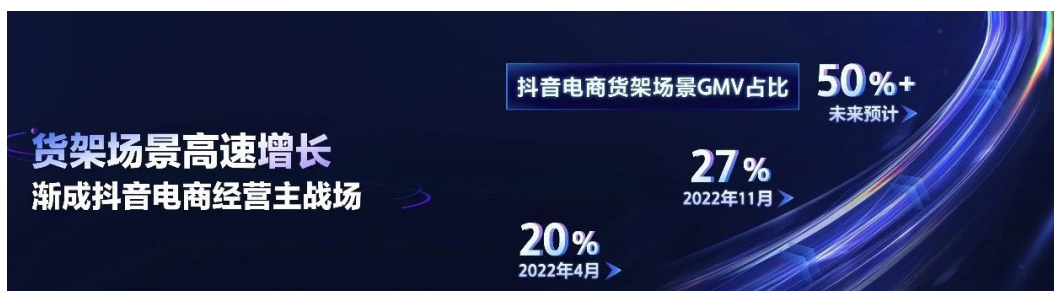 货架场景高速增长
渐成抖音电商经营主战场
抖音电商货架场景GMV占比
50%+
未来预计
27%
2022年11月
20%
2022年4月